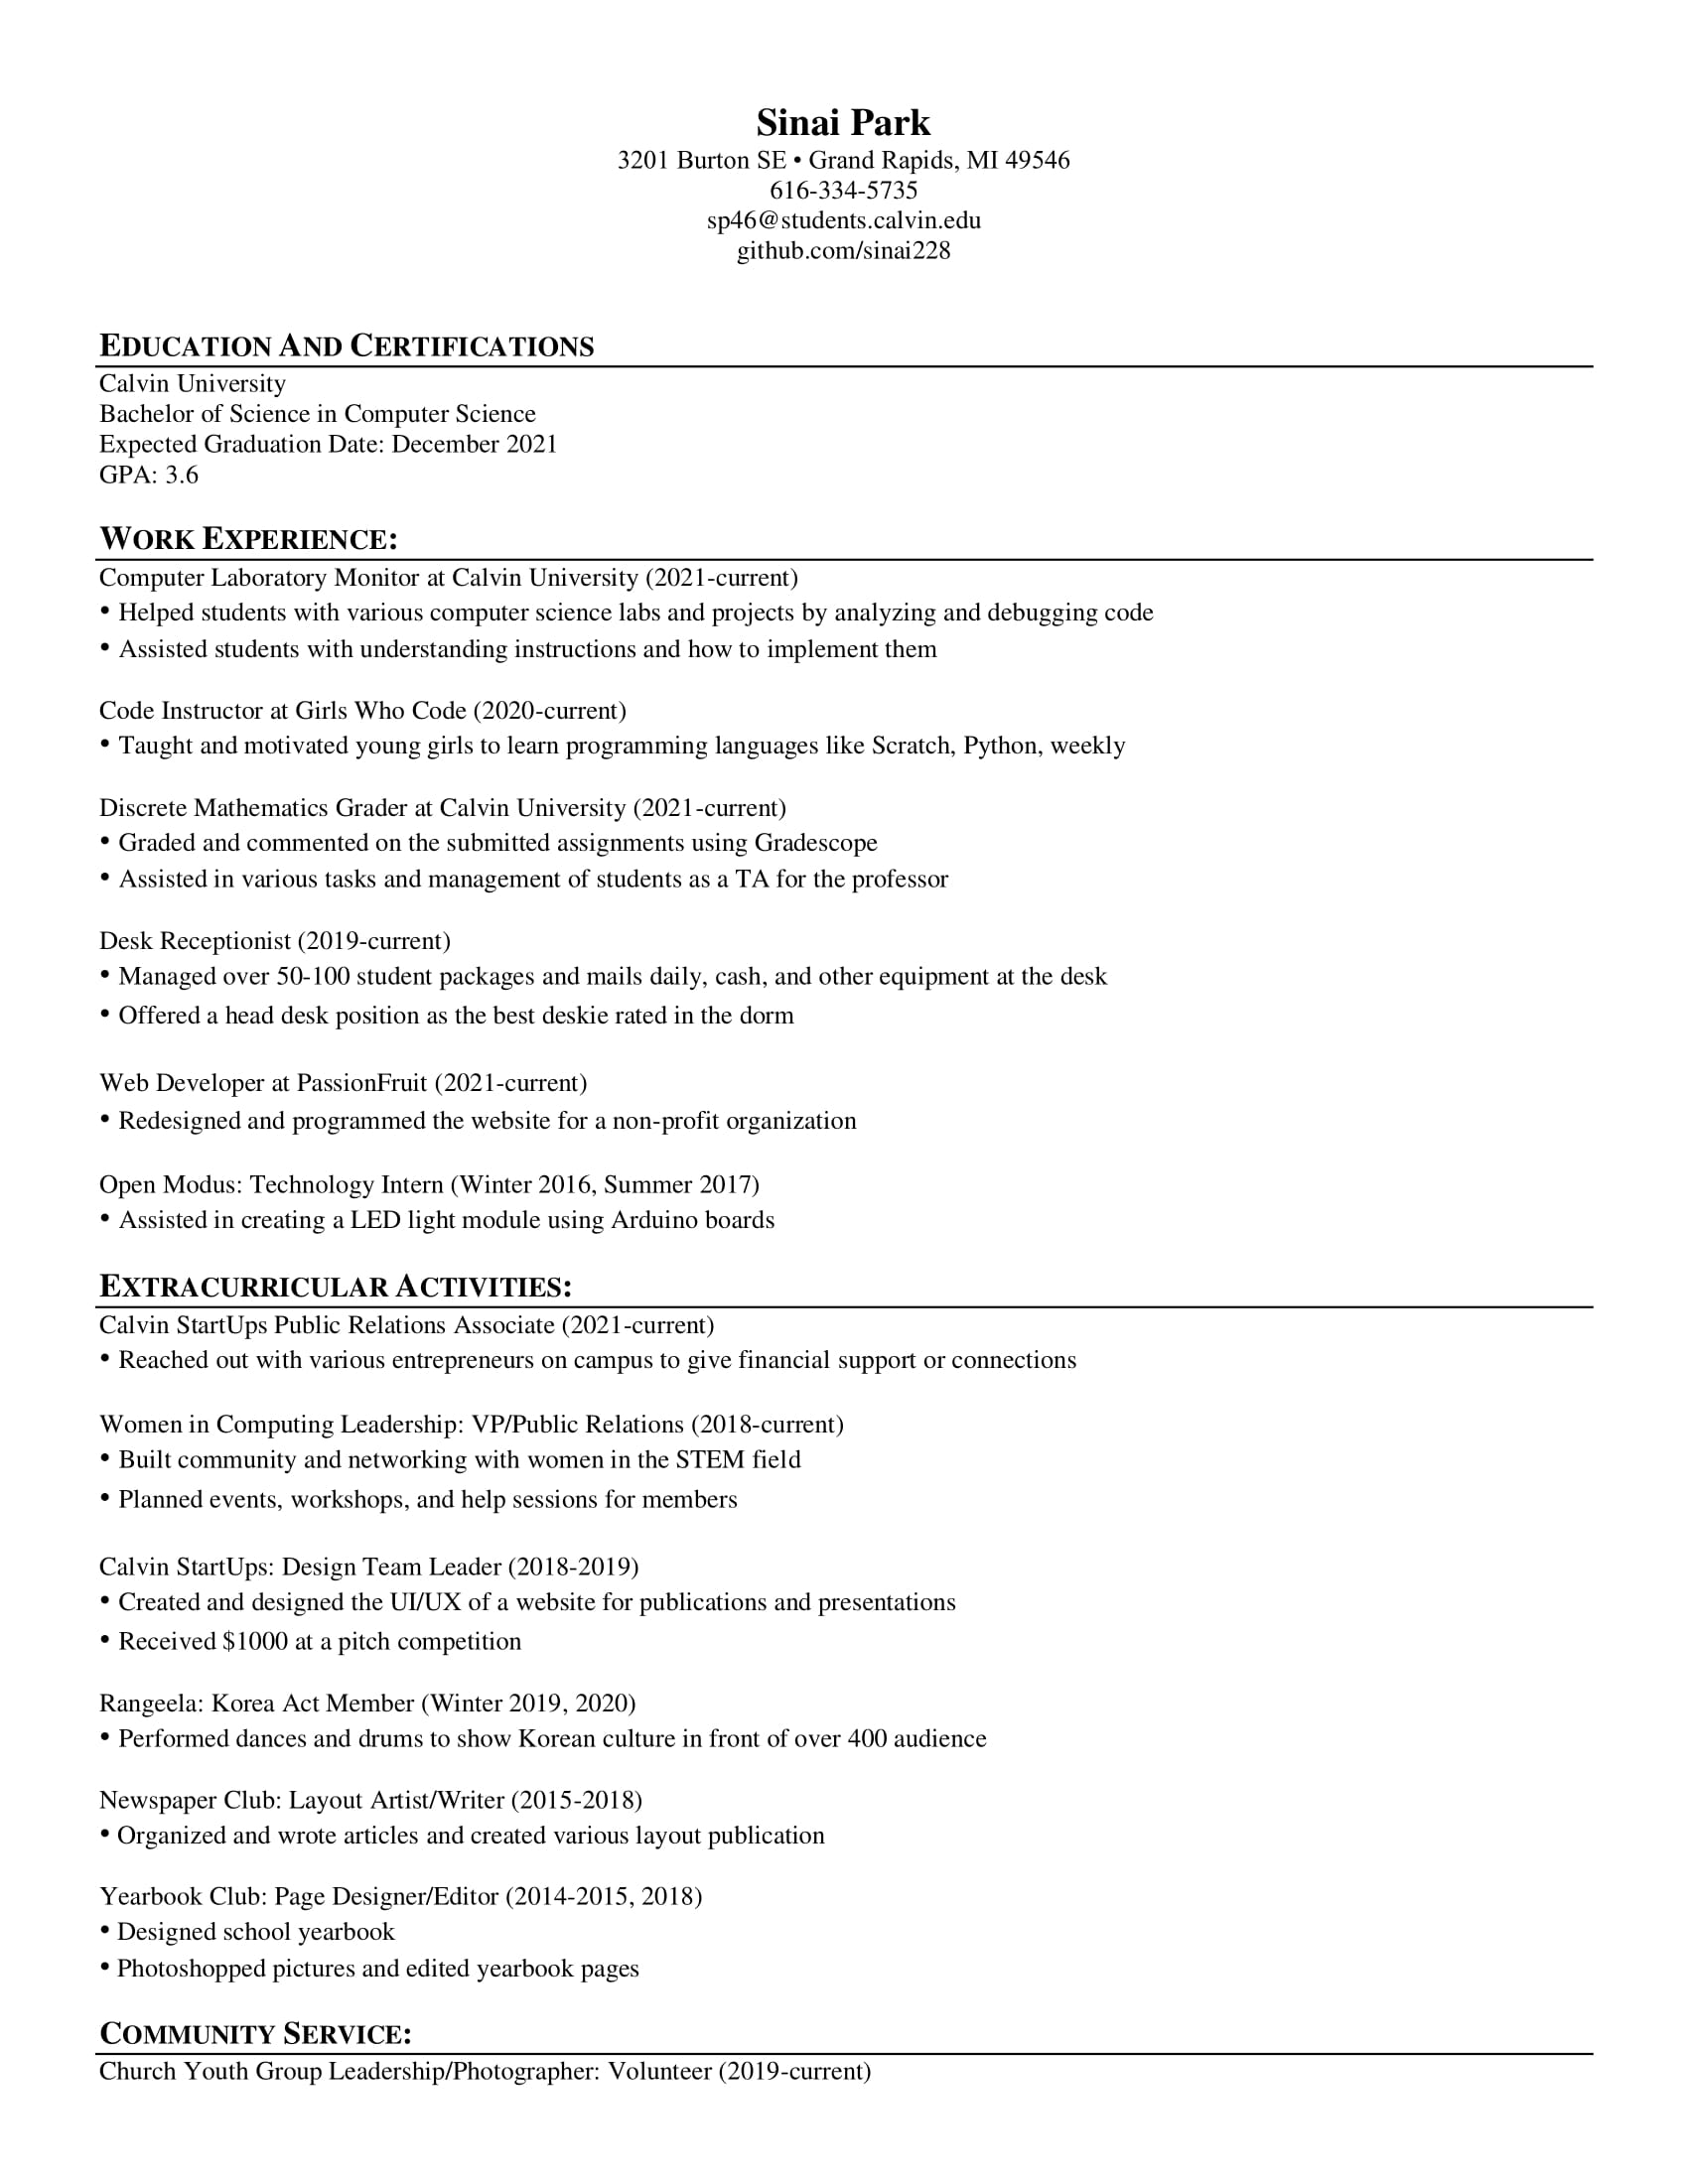 Sinai Park
3201 Burton SE • Grand Rapids, MI 49546
616-334-5735
sp46@students.calvin.edu
github.com/sinai228
EDUCATION AND CERTIFICATIONS
Calvin University
Bachelor of Science in Computer Science
Expected Graduation Date: December 2021
GPA: 3.6
WORK EXPERIENCE:
Computer Laboratory Monitor at Calvin University (2021-current)
• Helped students with various computer science labs and projects by analyzing and debugging code
• Assisted students with understanding instructions and how to implement them
Code Instructor at Girls Who Code (2020-current)
• Taught and motivated young girls to learn programming languages like Scratch, Python, weekly
Discrete Mathematics Grader at Calvin University (2021-current)
• Graded and commented on the submitted assignments using Gradescope
• Assisted in various tasks and management of students as a TA for the professor
Desk Receptionist (2019-current)
• Managed over 50-100 student packages and mails daily, cash, and other equipment at the desk
• Offered a head desk position as the best deskie rated in the dorm
Web Developer at PassionFruit (2021-current)
• Redesigned and programmed the website for a non-profit organization
Open Modus: Technology Intern (Winter 2016, Summer 2017)
• Assisted in creating a LED light module using Arduino boards
EXTRACURRICULAR ACTIVITIES:
Calvin StartUps Public Relations Associate (2021-current)
• Reached out with various entrepreneurs on campus to give financial support or connections
Women in Computing Leadership: VP/Public Relations (2018-current)
• Built community and networking with women in the STEM field
• Planned events, workshops, and help sessions for members
Calvin StartUps: Design Team Leader (2018-2019)
• Created and designed the UI/UX of a website for publications and presentations
• Received $1000 at a pitch competition
Rangeela: Korea Act Member (Winter 2019, 2020)
• Performed dances and drums to show Korean culture in front of over 400 audience
Newspaper Club: Layout Artist/Writer (2015-2018)
• Organized and wrote articles and created various layout publication
Yearbook Club: Page Designer/Editor (2014-2015, 2018)
• Designed school yearbook
• Photoshopped pictures and edited yearbook pages
COMMUNITY SERVICE:
Church Youth Group Leadership/Photographer: Volunteer (2019-current)